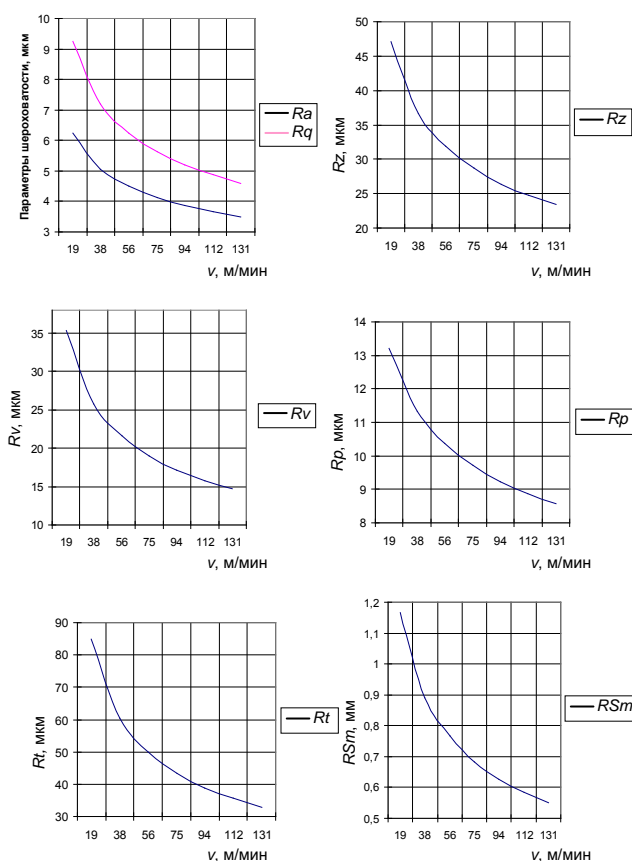 Параметры шероховатости, мкм
10
9
8
7
6
5
4
3
19 38 56 75 94 112 131
v, м/мин
Ra
Rq
Rz, мкм
50
45
40
35
30
25
20
19 38 56 75 94 112 131
v, м/мин
Rz
Rv, мкм
35
30
25
20
15
10
19 38 56 75 94 112 131
v, м/мин
Rv
Rp, мкм
14
13
12
11
10
9
8
19 38 56 75 94 112 131
v, м/мин
Rp
Rt, мкм
90
80
70
60
50
40
30
19 38 56 75 94 112 131
v, м/мин
Rt
RSm, мм
1,2
1,1
1
0,9
0,8
0,7
0,6
0,5
19 38 56 75 94 112 131
v, м/мин
RSm